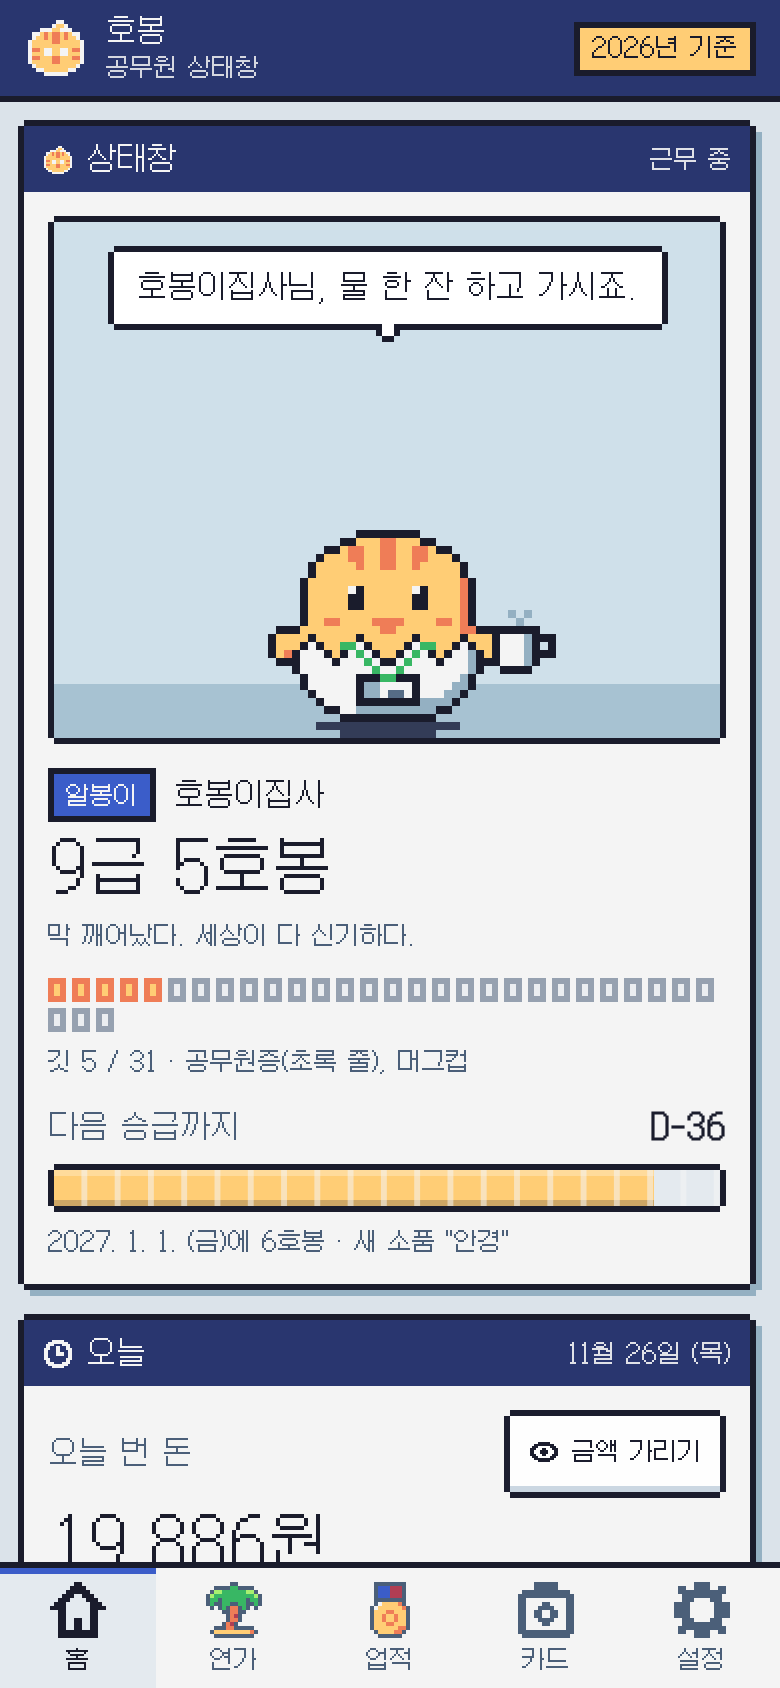 호봉
공무원 상태창
2026년 기준
상태창
근무 중
호봉이집사님, 물 한 잔 하고 가시죠.
알봉이
호봉이집사
9급 5호봉
막 깨어났다. 세상이 다 신기하다.
깃 5 / 31 · 공무원증(초록 줄), 머그컵
다음 승급까지
D-36
2027. 1. 1. (금)에 6호봉 · 새 소품 "안경"
오늘
11월 26일 (목)
오늘 번 돈
금액 가리기
19,886원
홈
연가
업적
카드
설정